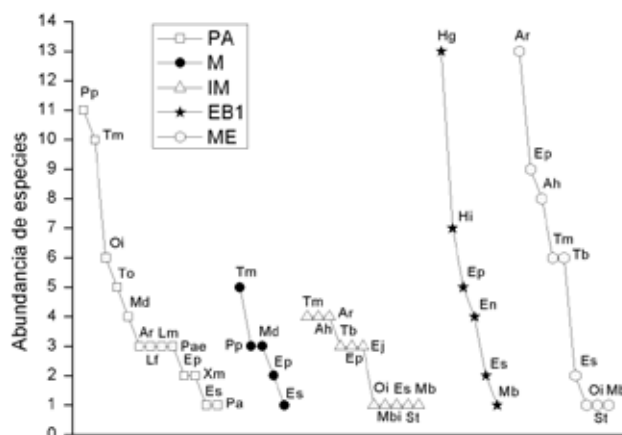 Abundancia de especies
14
13
12
11
10
9
8
7
6
5
4
3
2
1
0
PA
M
IM
EB1
ME
Pp
Tm
Oi
To
Md
Ar Lm
Lf
Pae
Ep
Xm
Es
Pa
Tm
Pp
Md
Ep
Es
Tm
Ar
Ah
Tb
Ep
Ej
Oi Es Mb
Mbi St
Hg
Hi
Ep
En
Es
Mb
Ar
Ep
Ah
Tm
Tb
Es
Oi Mb
St